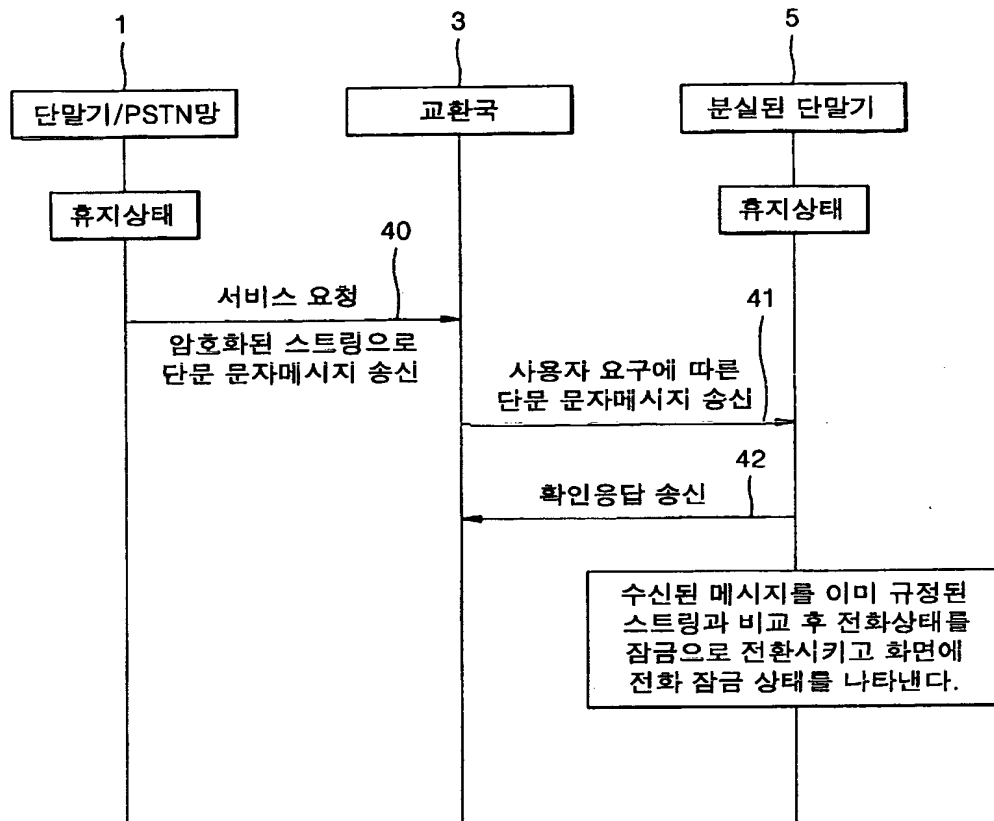 1
3
5
단말기/PSTN망
교환국
분실된 단말기
휴지상태
휴지상태
40
서비스 요청
암호화된 스트링으로
단문 문자메시지 송신
41
사용자 요구에 따른
단문 문자메시지 송신
42
확인응답 송신
수신된 메시지를 이미 규정된
스트링과 비교 후 전화상태를
잠금으로 전환시키고 화면에
전화 잠금 상태를 나타낸다.